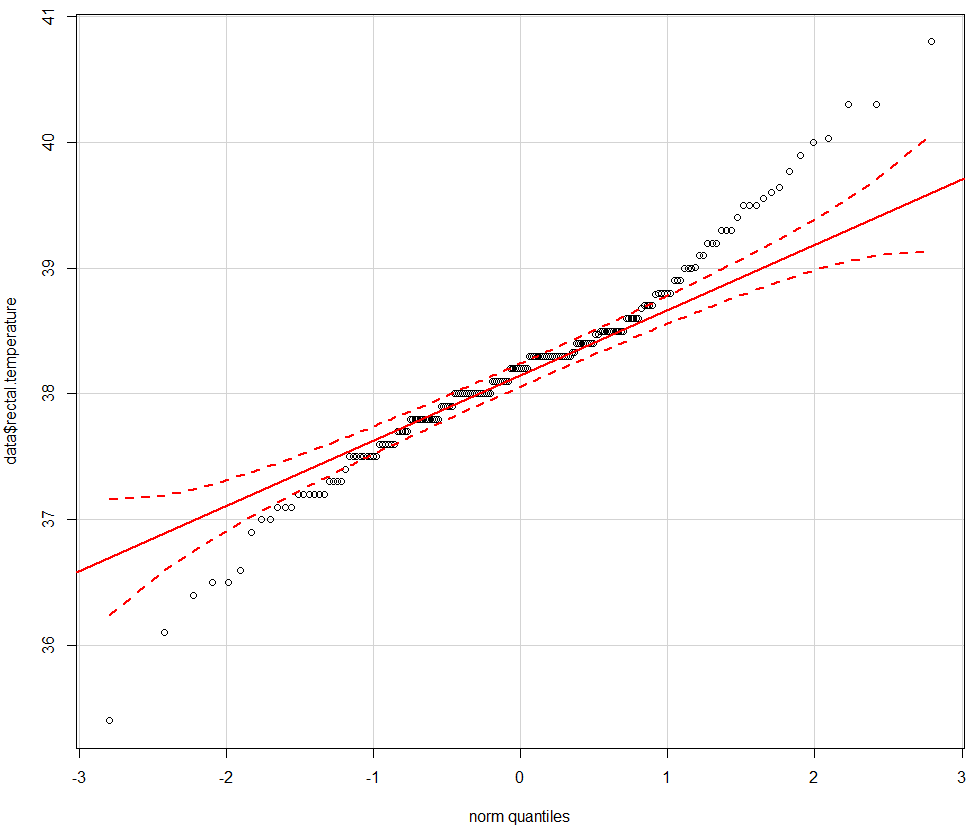 41
40
39
38
37
36
data$rectal.temperature
-3 -2 -1 0 1 2 3
norm quantiles